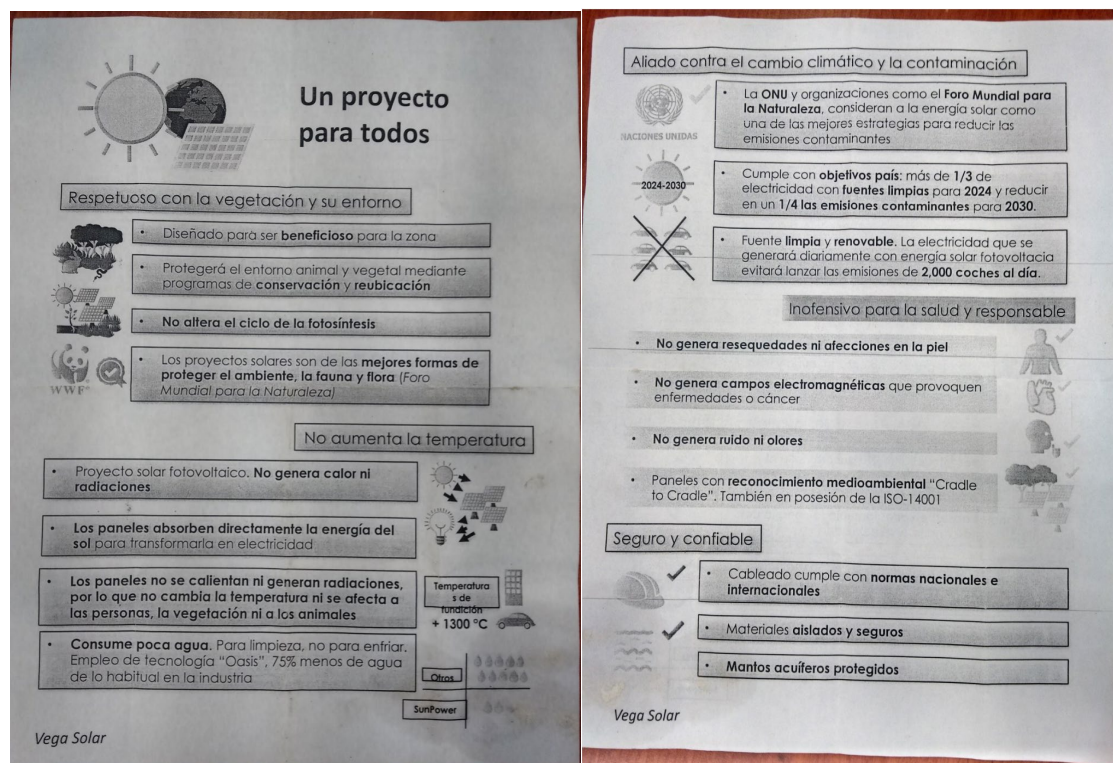 Un proyecto
para todos
Respetuoso con la vegetación y su entorno
• Diseñado para ser beneficioso para la zona
• Protegerá el entorno animal y vegetal mediante
programas de conservación y reubicación
• No altera el ciclo de la fotosíntesis
• Los proyectos solares son de las mejores formas de
proteger el ambiente, la fauna y flora (Foro
Mundial para la Naturaleza)
WWF
No aumenta la temperatura
• Proyecto solar fotovoltaico. No genera calor ni
radiaciones
• Los paneles absorben directamente la energía del
sol para transformarla en electricidad
• Los paneles no se calientan ni generan radiaciones,
por lo que no cambia la temperatura ni se afecta a
las personas, la vegetación ni a los animales
Temperatura
s de
fundición
+ 1300 °C
• Consume poca agua. Para limpieza, no para enfriar.
Empleo de tecnología “Oasis”, 75% menos de agua
de lo habitual en la industria
Otros
SunPower
Vega Solar
Aliado contra el cambio climático y la contaminación
• La ONU y organizaciones como el Foro Mundial para
la Naturaleza, consideran a la energía solar como
una de las mejores estrategias para reducir las
emisiones contaminantes
NACIONES UNIDAS
2024-2030
• Cumple con objetivos país: más de 1/3 de
electricidad con fuentes limpias para 2024 y reducir
en un 1/4 las emisiones contaminantes para 2030.
• Fuente limpia y renovable. La electricidad que se
generará diariamente con energía solar fotovoltacia
evitará lanzar las emisiones de 2,000 coches al día.
Inofensivo para la salud y responsable
• No genera resequedades ni afecciones en la piel
• No genera campos electromagnéticas que provoquen
enfermedades o cáncer
• No genera ruido ni olores
• Paneles con reconocimiento medioambiental “Cradle
to Cradle”. También en posesión de la ISO-14001
Seguro y confiable
• Cableado cumple con normas nacionales e
internacionales
• Materiales aislados y seguros
• Mantos acuíferos protegidos
Vega Solar